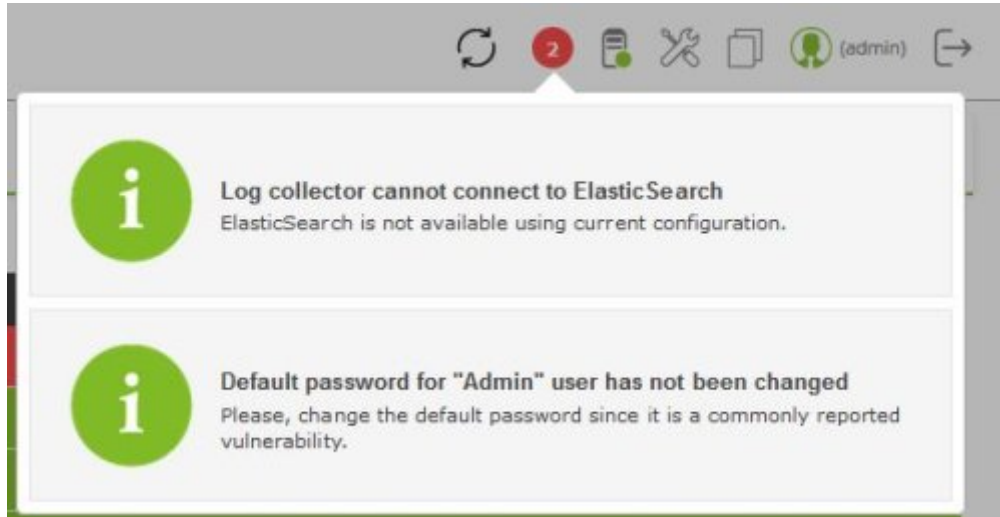 2
(admin)
Log collector cannot connect to ElasticSearch
ElasticSearch is not available using current configuration.
Default password for "Admin" user has not been changed
Please, change the default password since it is a commonly reported
vulnerability.